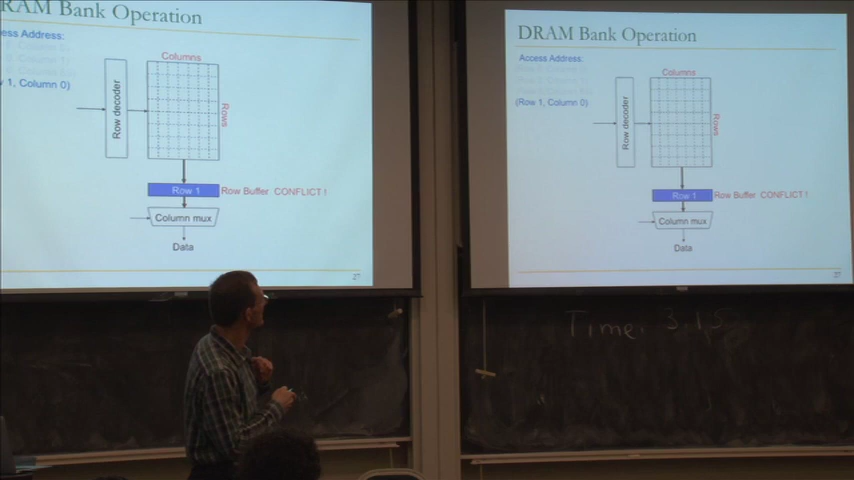 RAM Bank Operation
ess Address:
w 1, Column 0)
Columns
Row decoder
Rows
Row 1
Row Buffer CONFLICT !
Column mux
Data
27
DRAM Bank Operation
Access Address:
(Row 1, Column 0)
Columns
Row decoder
Rows
Row 1
Row Buffer CONFLICT !
Column mux
Data
27
Time: 3.15